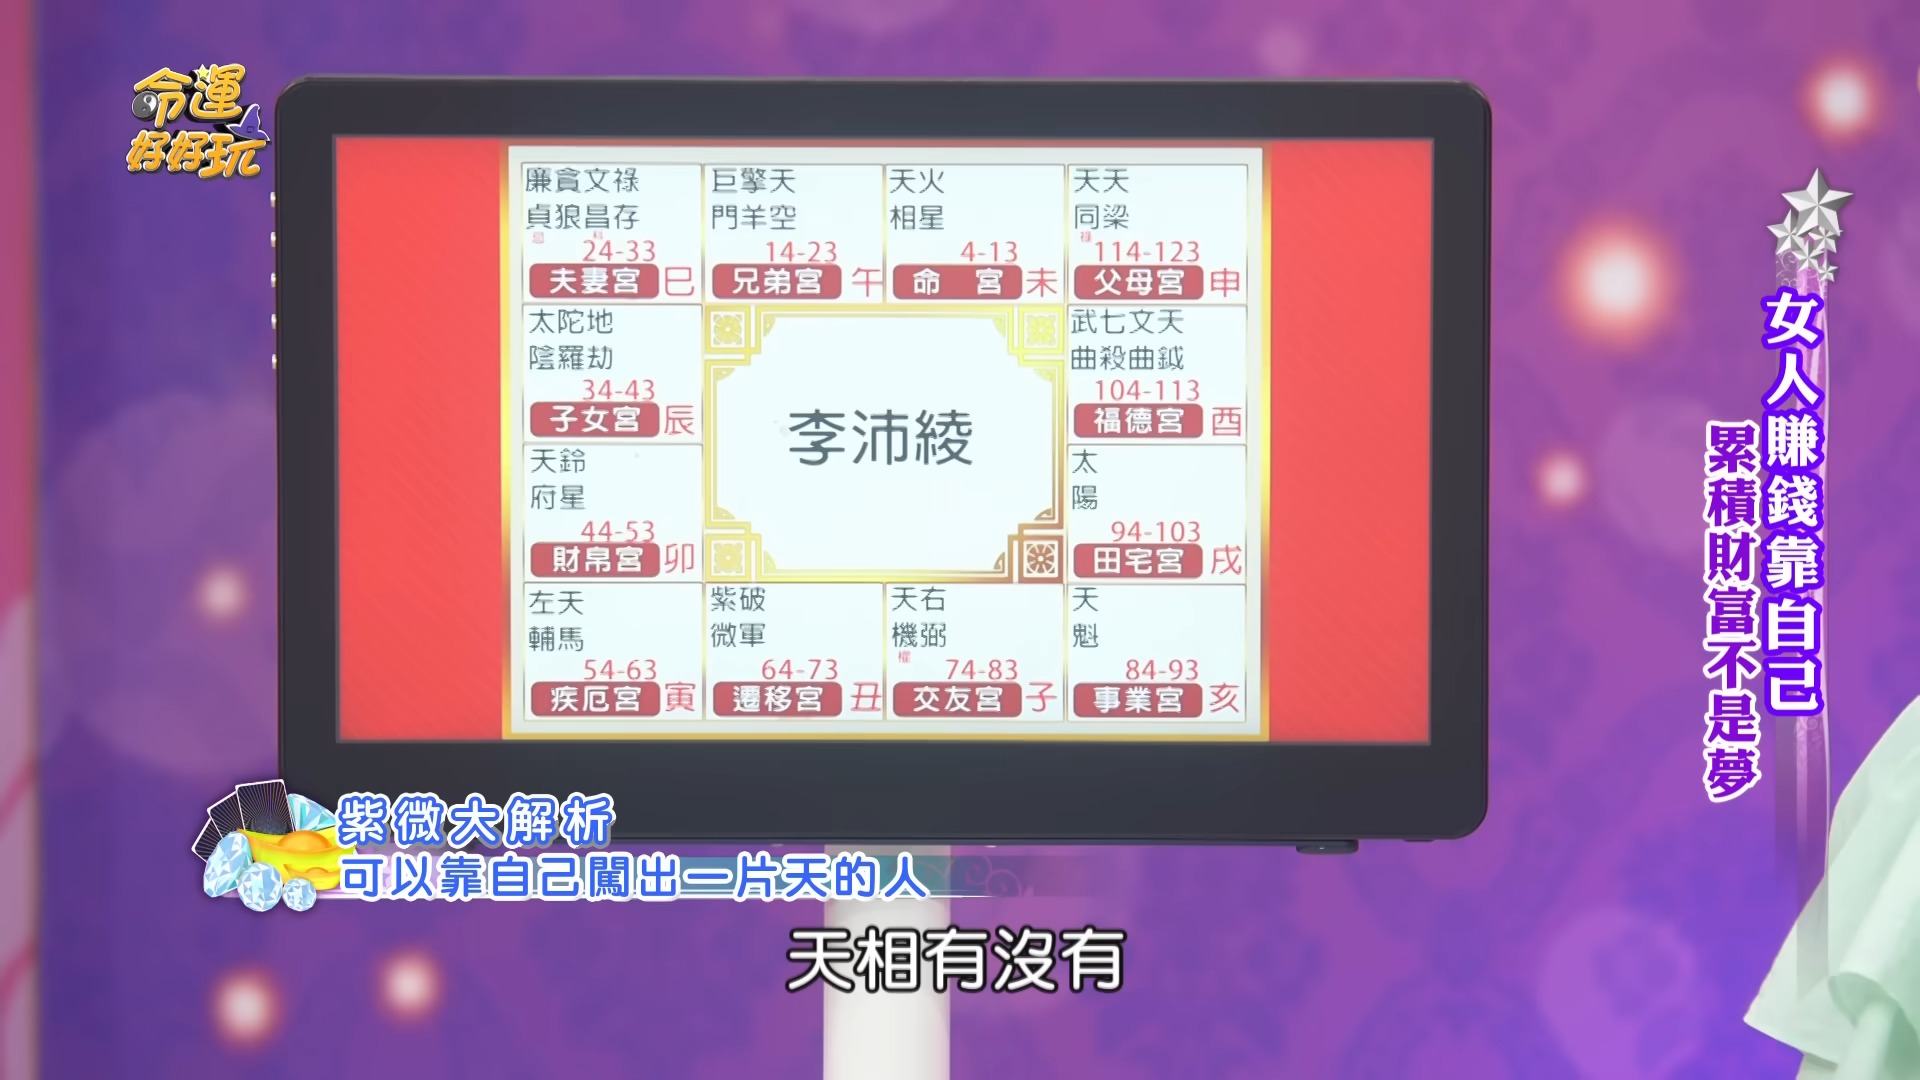 命運
好好玩
廉貪文祿
貞狼昌存
忌 科
24-33
夫妻宮 巳
巨擎天
門羊空
14-23
兄弟宮 午
天火
相星
4-13
命 宮 未
天天
同梁
祿
114-123
父母宮 申
太陀地
陰羅劫
34-43
子女宮 辰
李沛綾
武七文天
曲殺曲鉞
104-113
福德宮 酉
天鈴
府星
44-53
財帛宮 卯
太
陽
94-103
田宅宮 戌
左天
輔馬
54-63
疾厄宮 寅
紫破
微軍
64-73
遷移宮 丑
天右
機弼
權
74-83
交友宮 子
天
魁
84-93
事業宮 亥
女人賺錢靠自己
累積財富不是夢
紫微大解析
可以靠自己闖出一片天的人
天相有沒有